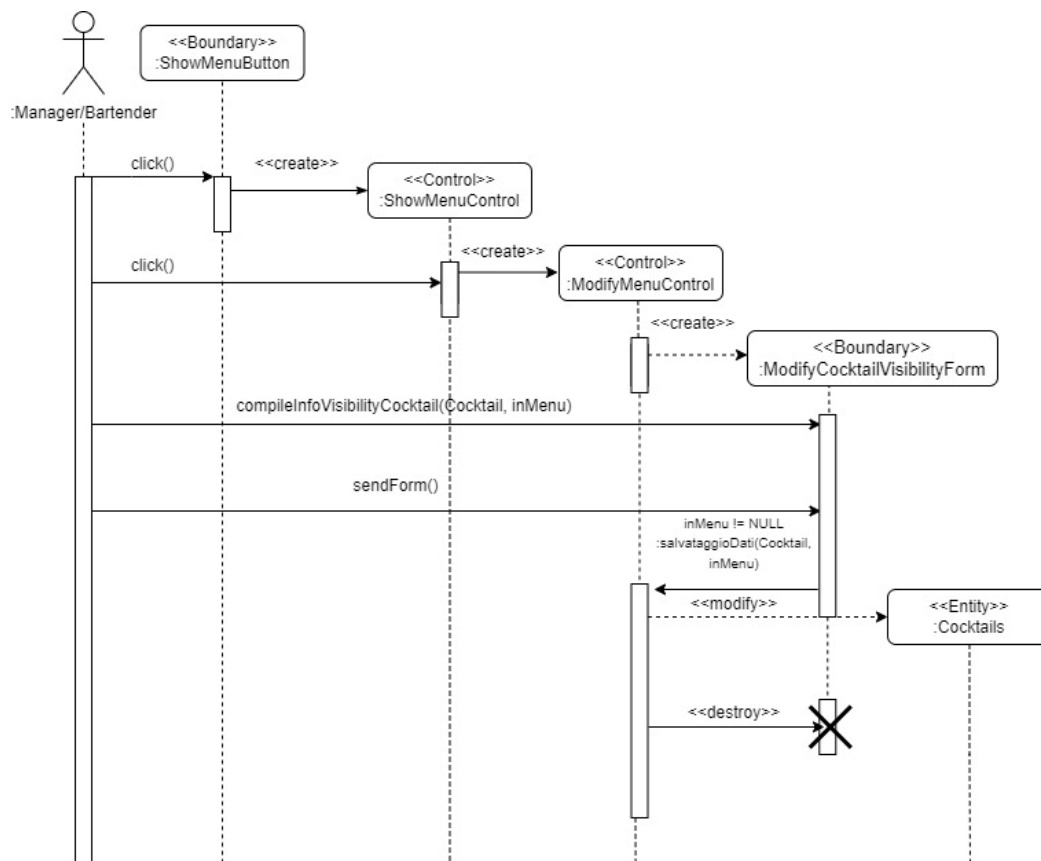 <<Boundary>>
:ShowMenuButton
:Manager/Bartender
click()
<<create>>
<<Control>>
:ShowMenuControl
click()
<<create>>
<<Control>>
:ModifyMenuControl
<<create>>
<<Boundary>>
:ModifyCocktailVisibilityForm
compileInfoVisibilityCocktail(Cocktail, inMenu)
sendForm()
inMenu != NULL
:salvataggioDati(Cocktail,
inMenu)
<<modify>>
<<Entity>>
:Cocktails
<<destroy>>